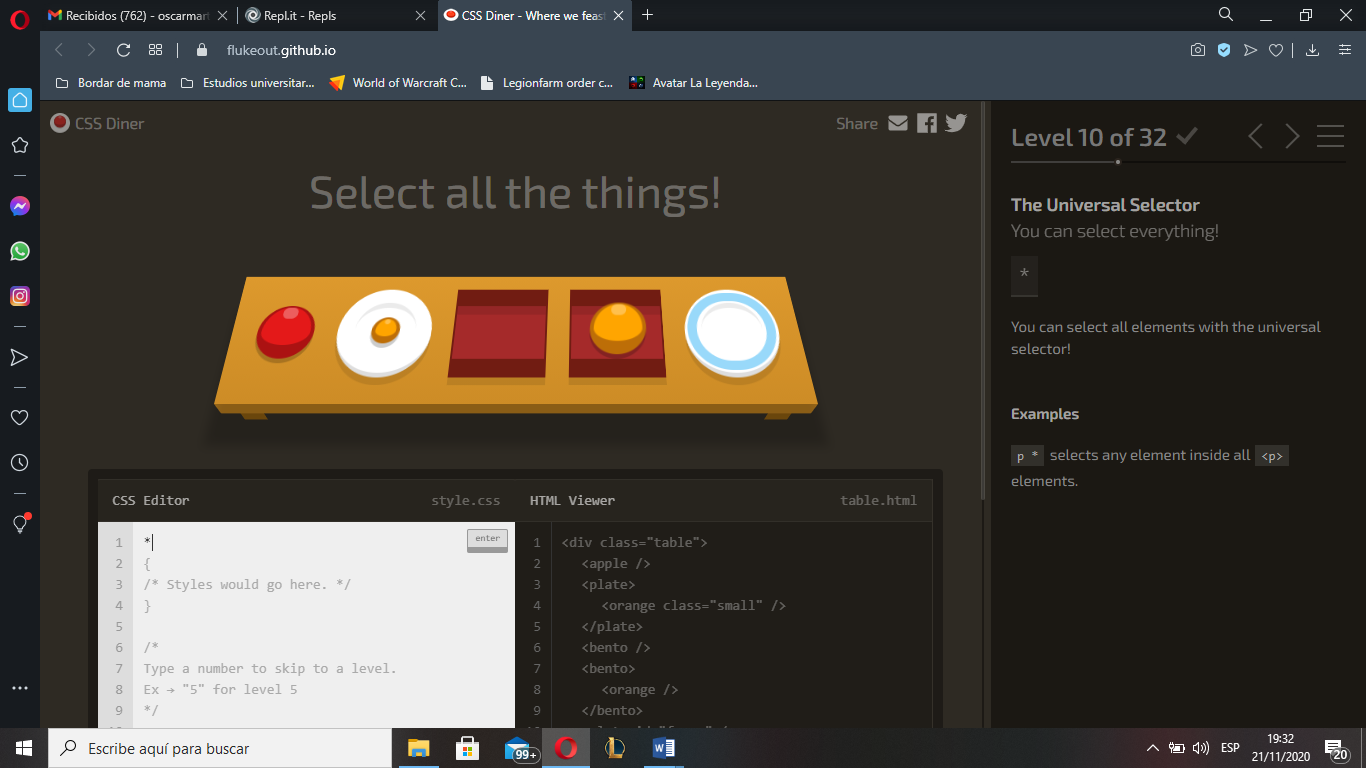 Recibidos (762) - oscarmart
Repl.it - Repls
CSS Diner - Where we feast
flukeout.github.io
Bordar de mama
Estudios universitar...
World of Warcraft C...
Legionfarm order c...
Avatar La Leyenda...
CSS Diner
Share
Select all the things!
CSS Editor
style.css
HTML Viewer
table.html
enter
1 *
2 {
3 /* Styles would go here. */
4 }
5
6 /*
7 Type a number to skip to a level.
8 Ex → "5" for level 5
9 */
1 <div class="table">
2 <apple />
3 <plate>
4 <orange class="small" />
5 </plate>
6 <bento />
7 <bento>
8 <orange />
9 </bento>
Level 10 of 32
The Universal Selector
You can select everything!
*
You can select all elements with the universal
selector!
Examples
p * selects any element inside all <p>
elements.
Escribe aquí para buscar
99+
ESP
19:32
21/11/2020
20